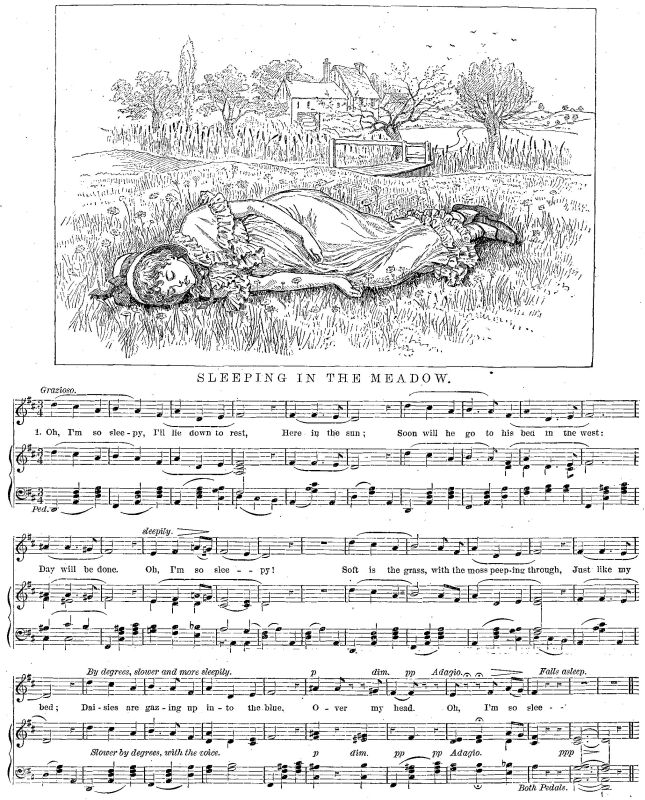 SLEEPING IN THE MEADOW.
Grazioso.
1. Oh, I'm so slee-py, I'll lie down to rest, Here in the sun; Soon will he go to his bed in the west:
Ped.
sleepily.
Day will be done. Oh, I'm so slee - - py! Soft is the grass, with the moss peep-ing through, Just like my
By degrees, slower and more sleepily. p dim. pp Adagio. Falls asleep.
bed; Dai-sies are gaz-ing up in-to the blue, O-ver my head. Oh, I'm so slee - -
Slower by degrees, with the voice. p dim. pp pp Adagio. ppp
Both Pedals.